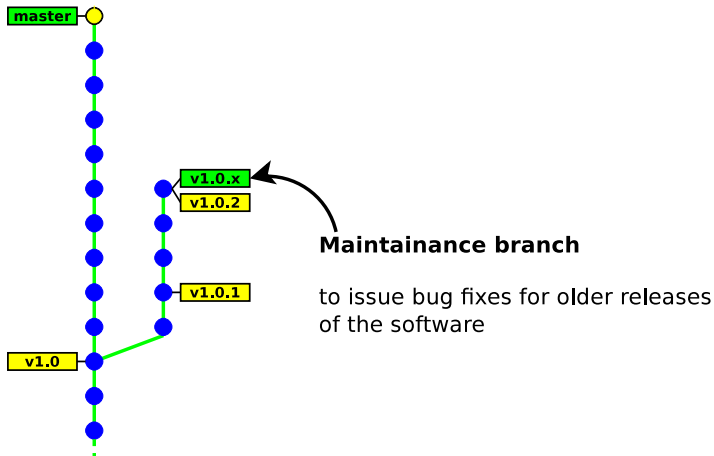 master
v1.0.x
v1.0.2
Maintainance branch
v1.0.1
to issue bug fixes for older releases
of the software
v1.0